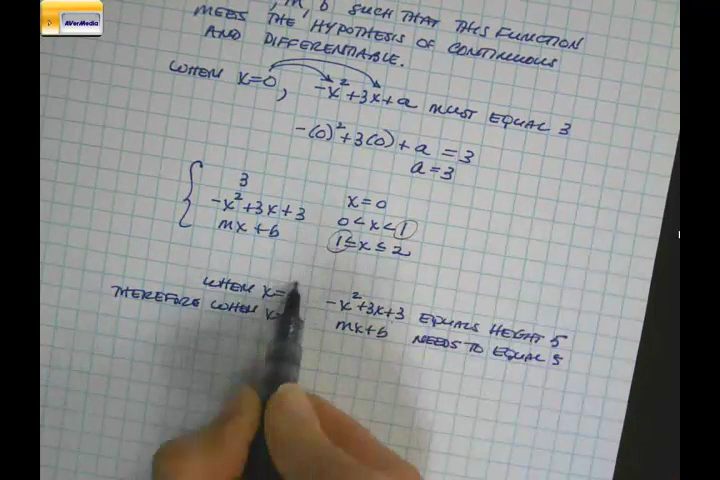 AVerMedia
, m, b SUCH THAT THIS FUNCTION
MEETS THE HYPOTHESIS OF CONTINUOUS
AND DIFFERENTIABLE.
WHEN x=0, -x²+3x+a MUST EQUAL 3
-(0)²+3(0)+a = 3
a = 3
3 x=0
-x²+3x+3 0<x<1
mx+b 1≤x≤2
WHEN x= -x²+3x+3 EQUALS HEIGHT 5
THEREFORE WHEN x= mx+b NEEDS TO EQUAL 5